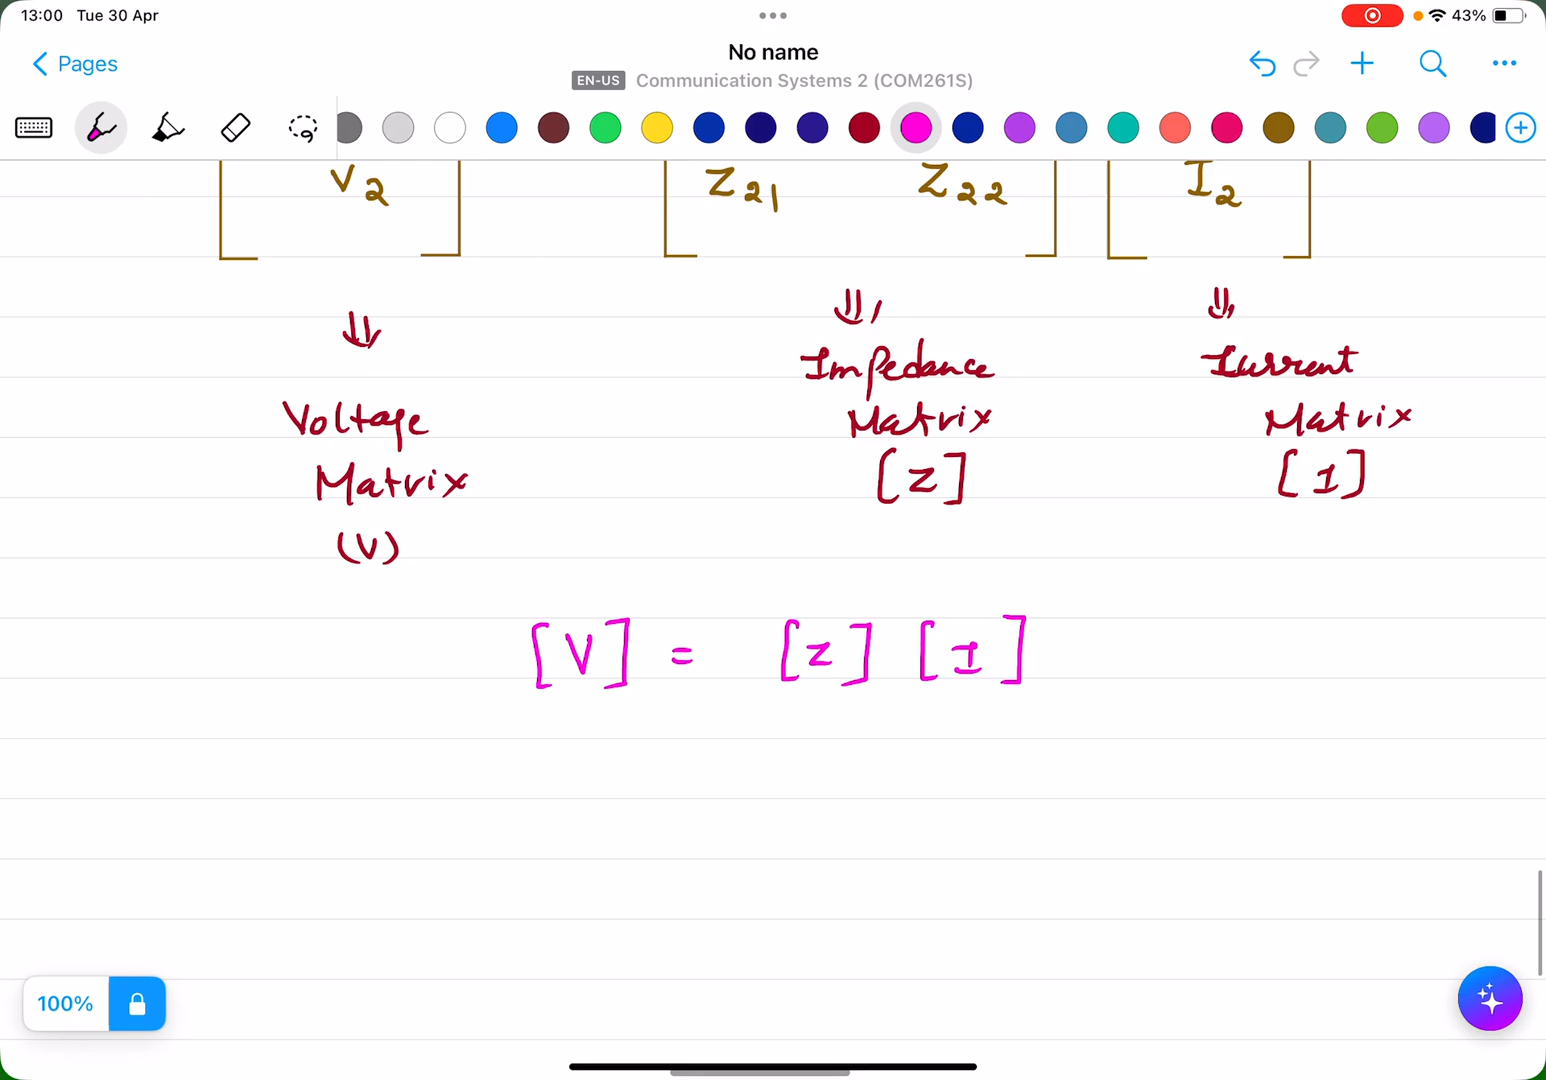 13:00 Tue 30 Apr
43%
Pages
No name
EN-US Communication Systems 2 (COM261S)
V2 Z21 Z22 I2
Voltage
Matrix
(V)
Impedance
Matrix
[Z]
Current
Matrix
[I]
[V] = [Z] [I]
100%